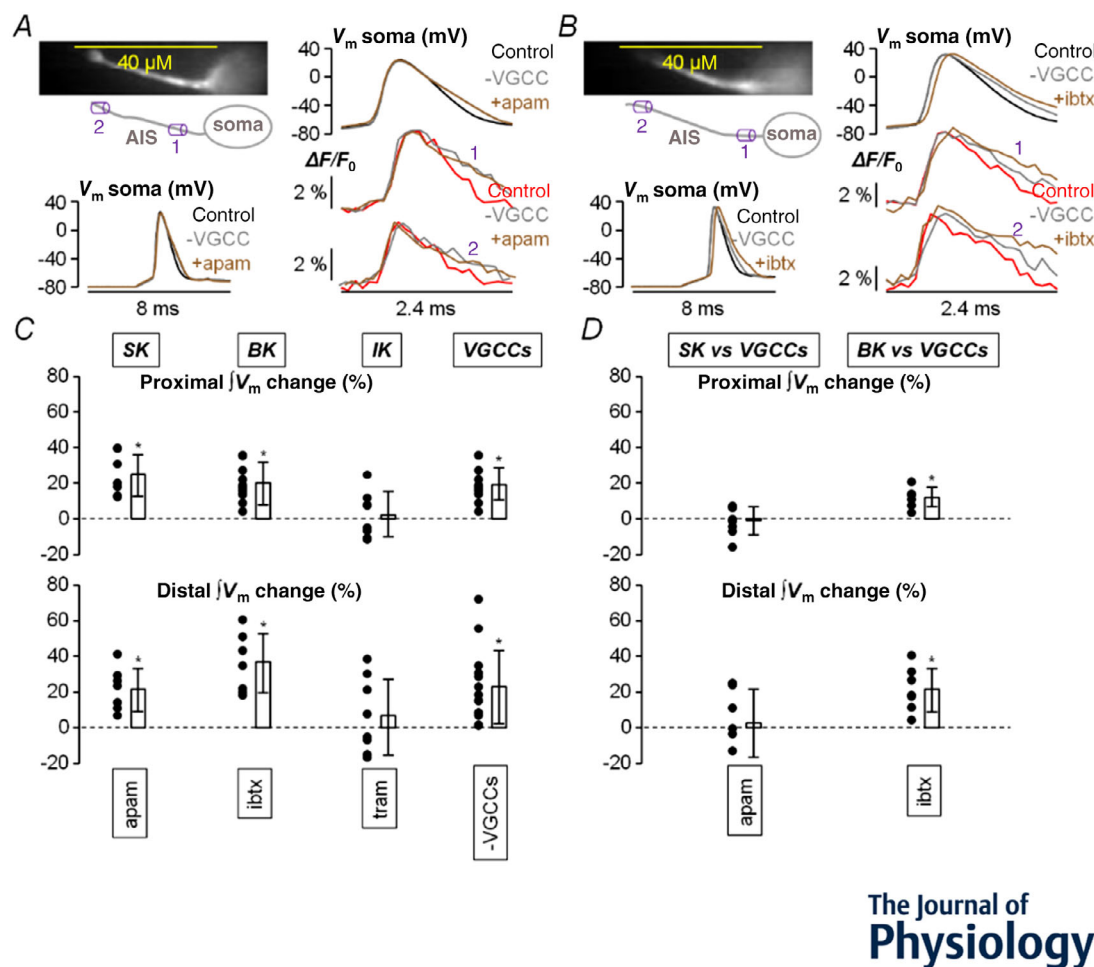 A
40 µM
soma
AIS
2
1
Vm soma (mV)
40
0
-40
-80
Control
-VGCC
+apam
8 ms
Vm soma (mV)
40
0
-40
-80
Control
-VGCC
+apam
ΔF/F0
2 %
1
Control
-VGCC
+apam
2 %
2
2.4 ms
B
40 µM
soma
AIS
2
1
Vm soma (mV)
40
0
-40
-80
Control
-VGCC
+ibtx
8 ms
Vm soma (mV)
40
0
-40
-80
Control
-VGCC
+ibtx
ΔF/F0
2 %
1
Control
-VGCC
+ibtx
2 %
2
2.4 ms
C
SK BK IK VGCCs
Proximal ∫Vm change (%)
80
60
40
20
0
-20
* * *
Distal ∫Vm change (%)
80
60
40
20
0
-20
* * *
apam ibtx tram -VGCCs
D
SK vs VGCCs BK vs VGCCs
Proximal ∫Vm change (%)
80
60
40
20
0
-20
*
Distal ∫Vm change (%)
80
60
40
20
0
-20
*
apam ibtx
The Journal of
Physiology